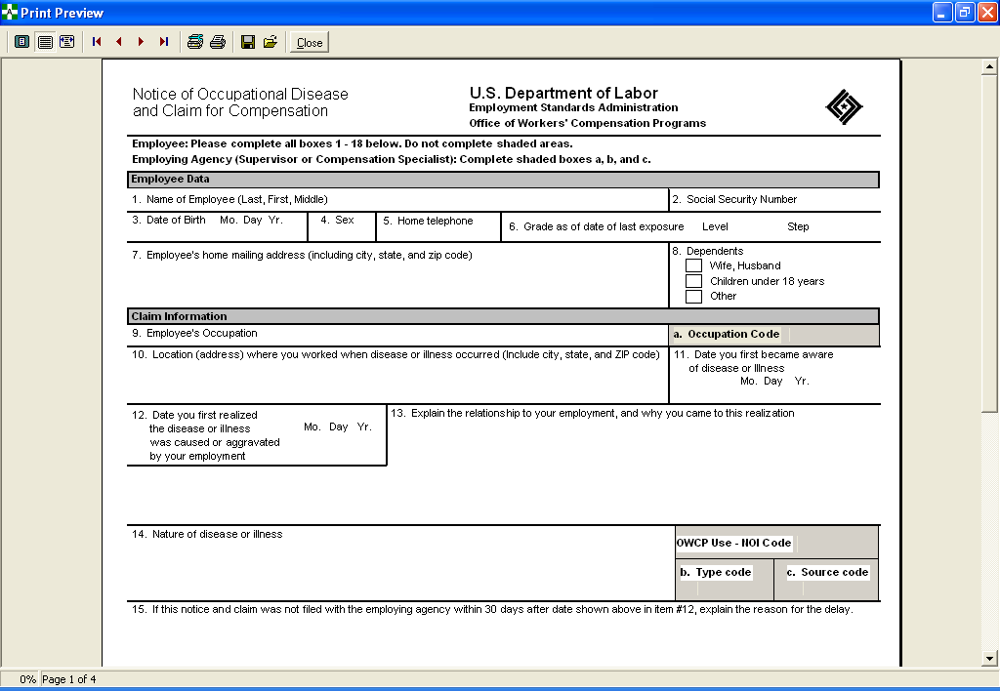 Print Preview
Close
Notice of Occupational Disease
and Claim for Compensation
U.S. Department of Labor
Employment Standards Administration
Office of Workers' Compensation Programs
Employee: Please complete all boxes 1 - 18 below. Do not complete shaded areas.
Employing Agency (Supervisor or Compensation Specialist): Complete shaded boxes a, b, and c.
Employee Data
1. Name of Employee (Last, First, Middle)
2. Social Security Number
3. Date of Birth Mo. Day Yr.
4. Sex
5. Home telephone
6. Grade as of date of last exposure Level Step
7. Employee's home mailing address (including city, state, and zip code)
8. Dependents
Wife, Husband
Children under 18 years
Other
Claim Information
9. Employee's Occupation
a. Occupation Code
10. Location (address) where you worked when disease or illness occurred (Include city, state, and ZIP code)
11. Date you first became aware
of disease or Illness
Mo. Day Yr.
12. Date you first realized
the disease or illness
was caused or aggravated
by your employment
Mo. Day Yr.
13. Explain the relationship to your employment, and why you came to this realization
14. Nature of disease or illness
OWCP Use - NOI Code
b. Type code
c. Source code
15. If this notice and claim was not filed with the employing agency within 30 days after date shown above in item #12, explain the reason for the delay.
0% Page 1 of 4